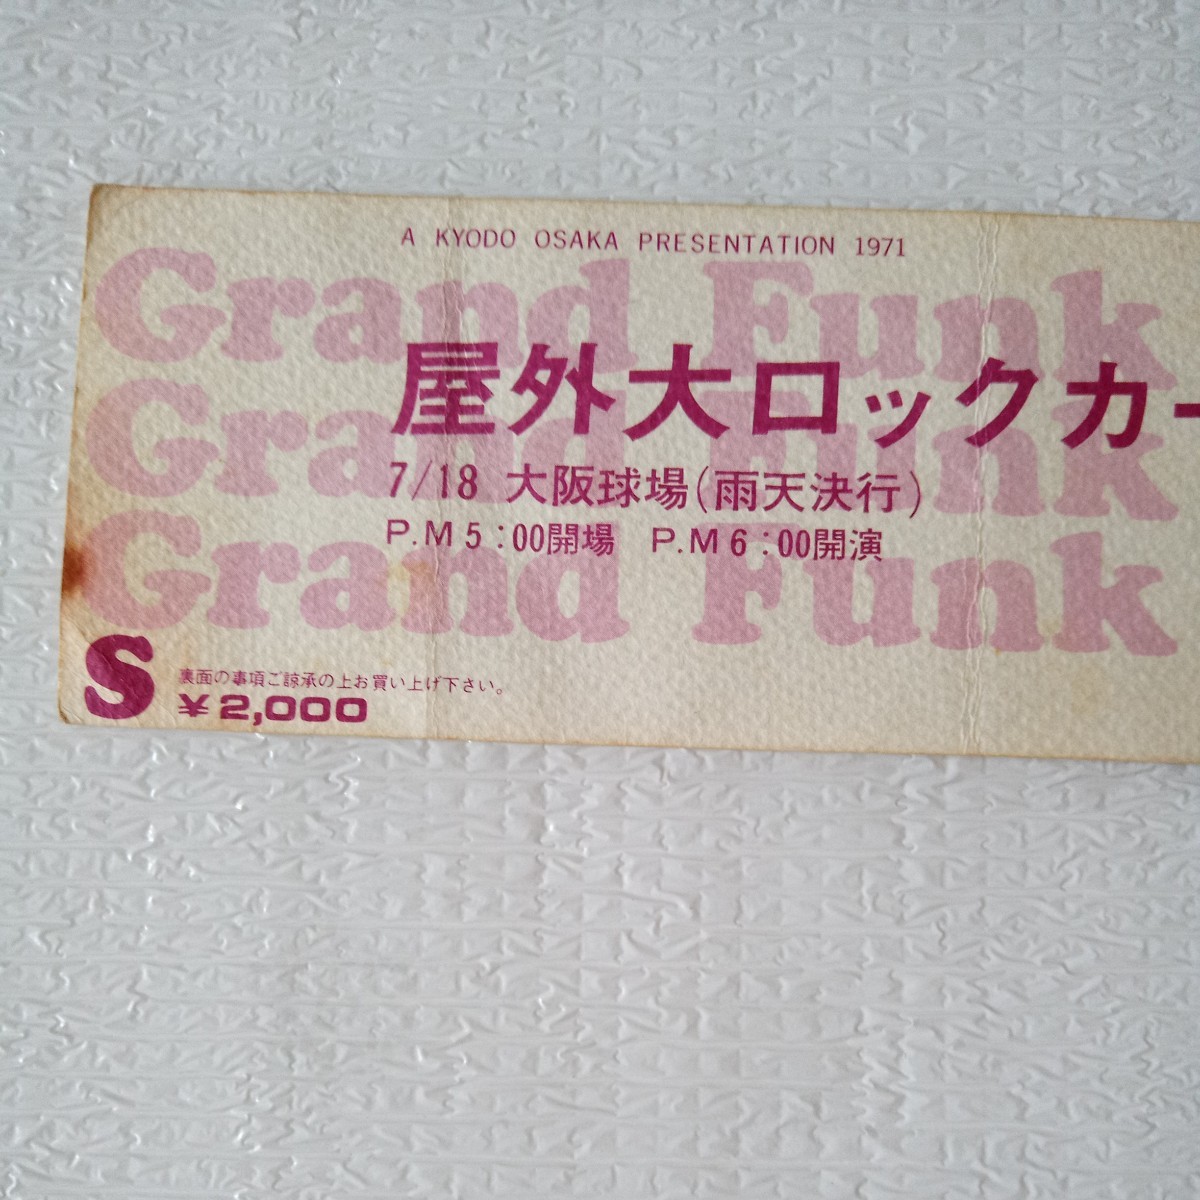 A KYODO OSAKA PRESENTATION 1971
Grand Funk
屋外大ロックカー
Grand Funk
7/18 大阪球場(雨天決行)
P.M 5:00開場 P.M 6:00開演
Grand Funk
S
裏面の事項ご諒承の上お買い上げ下さい。
¥2,000